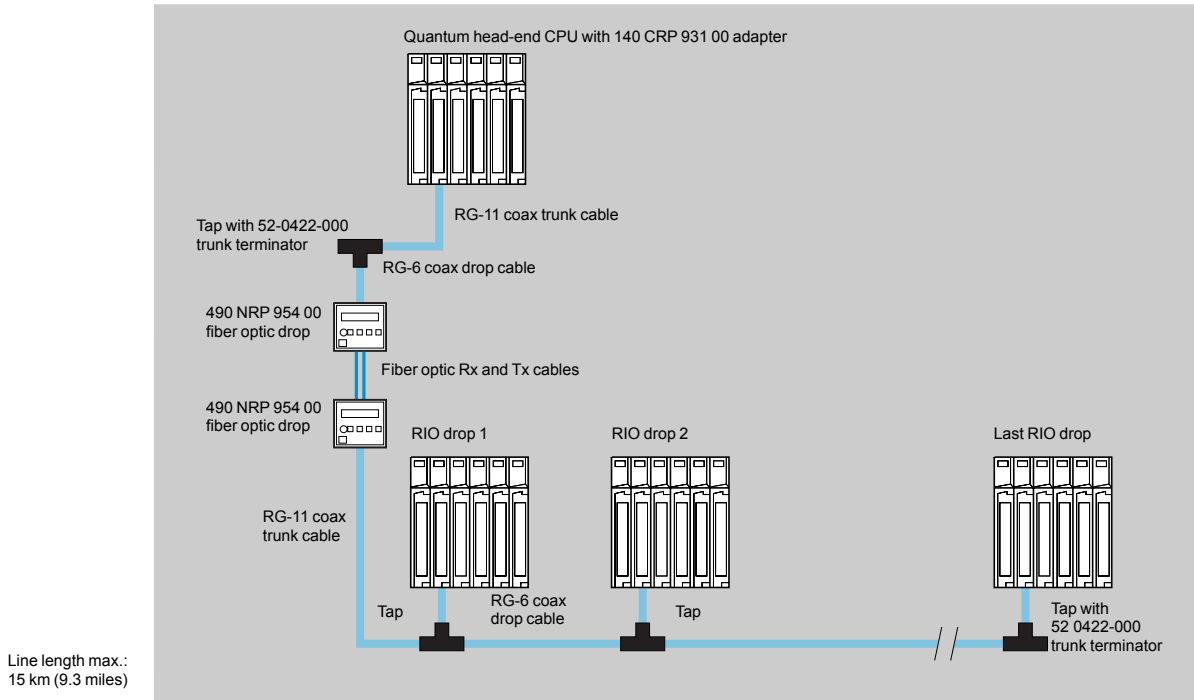 Quantum head-end CPU with 140 CRP 931 00 adapter
RG-11 coax trunk cable
Tap with 52-0422-000
trunk terminator
RG-6 coax drop cable
490 NRP 954 00
fiber optic drop
Fiber optic Rx and Tx cables
490 NRP 954 00
fiber optic drop
RIO drop 1
RIO drop 2
Last RIO drop
RG-11 coax
trunk cable
Tap
RG-6 coax
drop cable
Tap
Tap with
52 0422-000
trunk terminator
Line length max.:
15 km (9.3 miles)